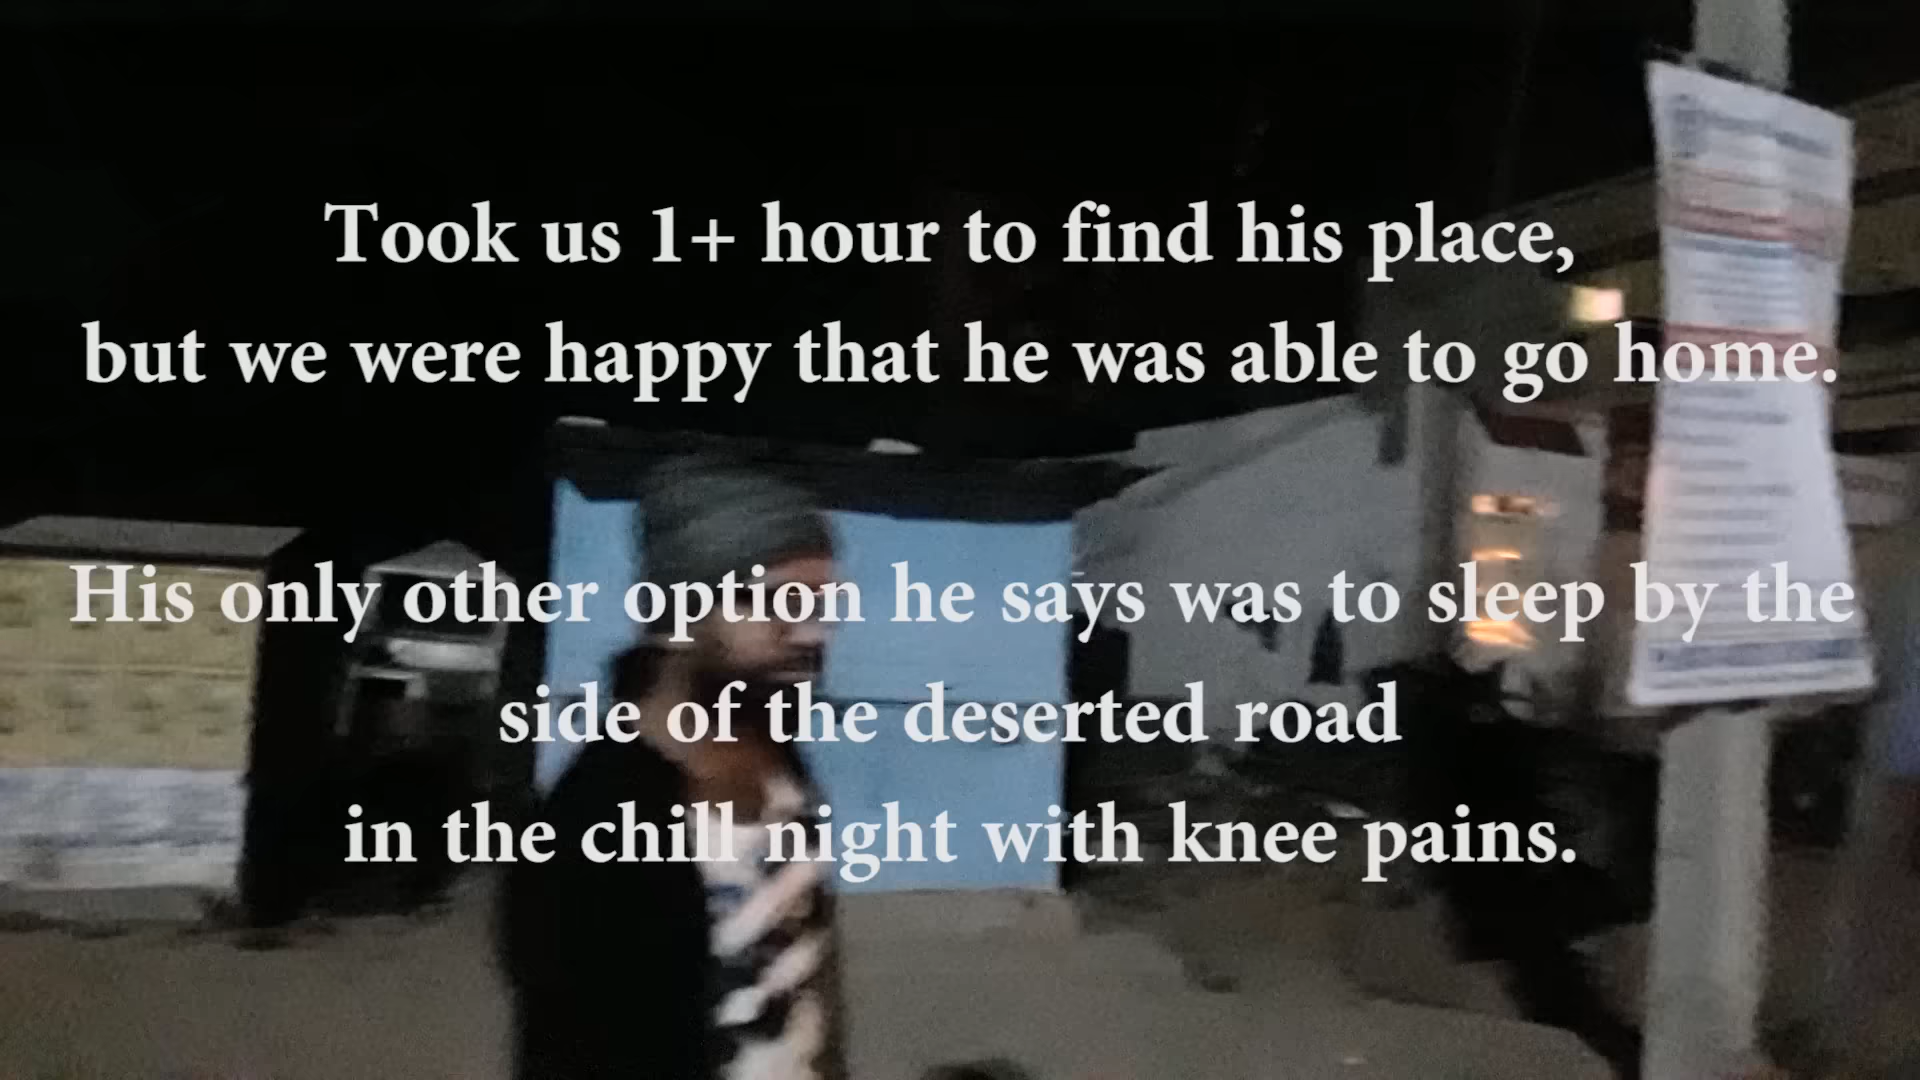 Took us 1+ hour to find his place,
but we were happy that he was able to go home.
His only other option he says was to sleep by the
side of the deserted road
in the chill night with knee pains.